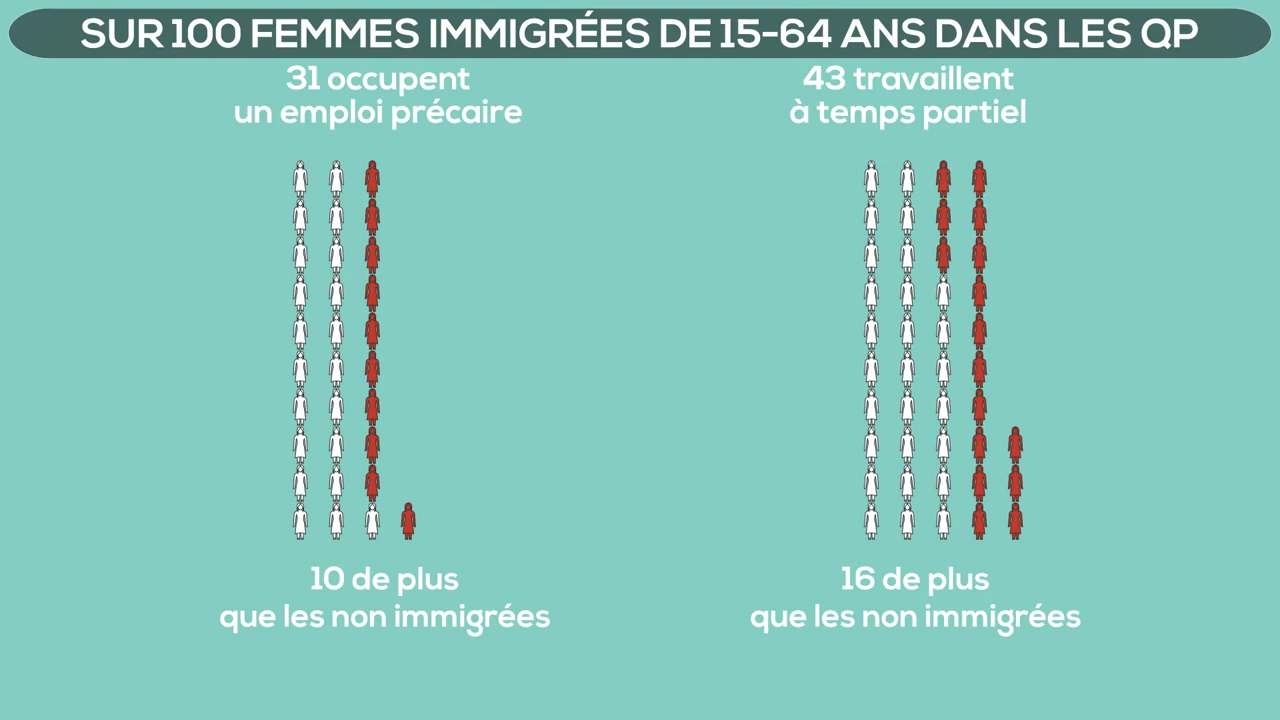 SUR 100 FEMMES IMMIGRÉES DE 15-64 ANS DANS LES QP
31 occupent
un emploi précaire
43 travaillent
à temps partiel
10 de plus
que les non immigrées
16 de plus
que les non immigrées